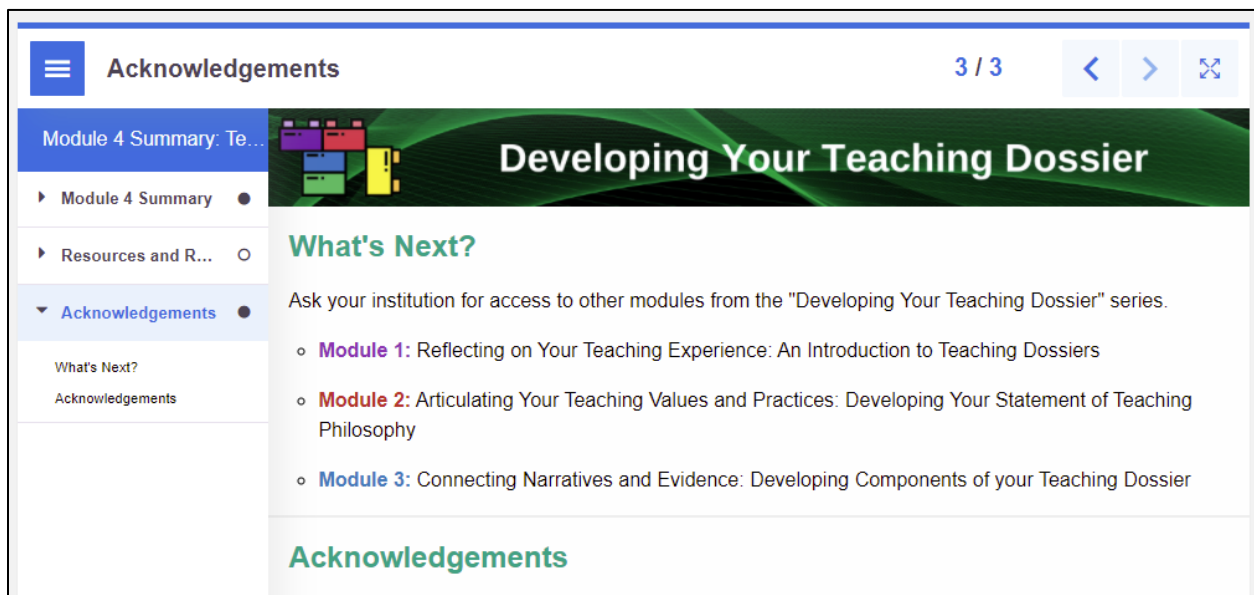 Acknowledgements
3 / 3
Module 4 Summary: Te...
Module 4 Summary
Resources and R...
Acknowledgements
What's Next?
Acknowledgements
Developing Your Teaching Dossier
What's Next?
Ask your institution for access to other modules from the "Developing Your Teaching Dossier" series.
Module 1: Reflecting on Your Teaching Experience: An Introduction to Teaching Dossiers
Module 2: Articulating Your Teaching Values and Practices: Developing Your Statement of Teaching
Philosophy
Module 3: Connecting Narratives and Evidence: Developing Components of your Teaching Dossier
Acknowledgements